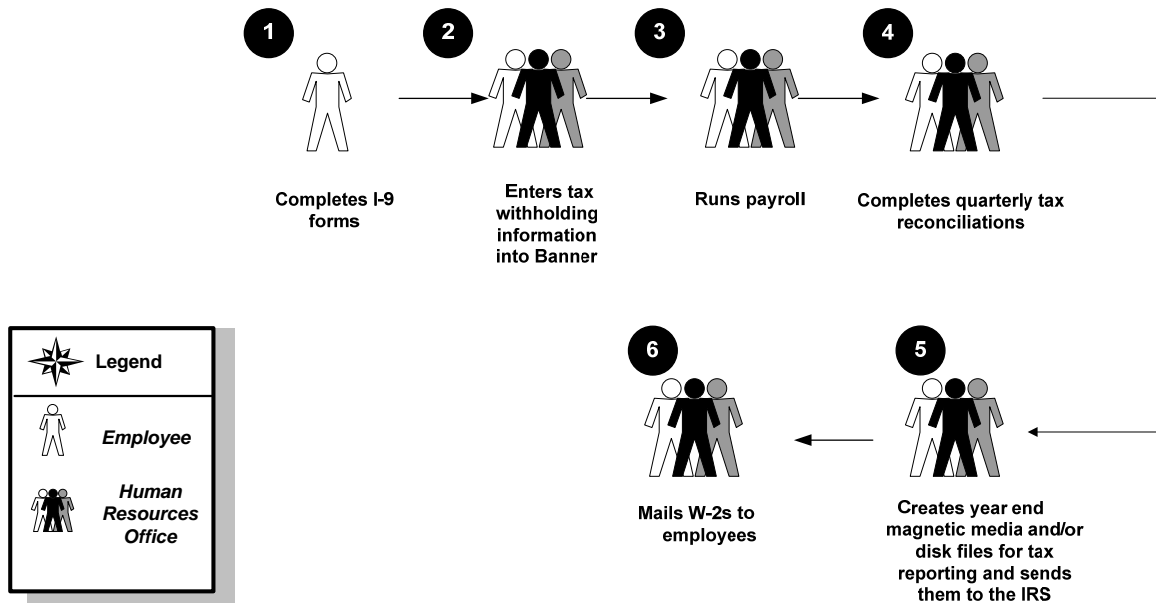 1
Completes I-9
forms
2
Enters tax
withholding
information
into Banner
3
Runs payroll
4
Completes quarterly tax
reconciliations
5
Creates year end
magnetic media and/or
disk files for tax
reporting and sends
them to the IRS
6
Mails W-2s to
employees
Legend
Employee
Human
Resources
Office